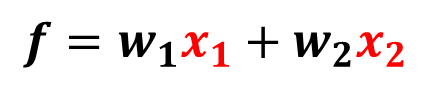 f = w₁x₁ + w₂x₂